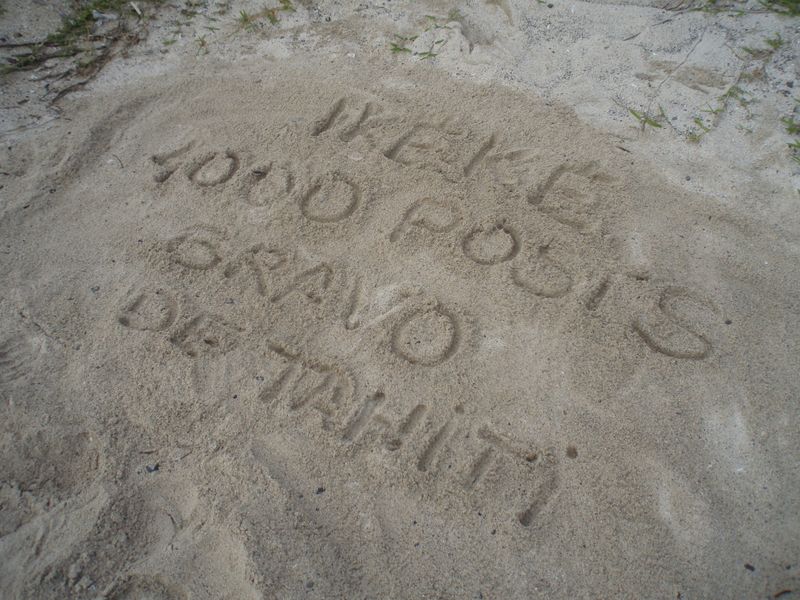 IKEKE
1000 POSTS
BRAVO
DE TAHiTi